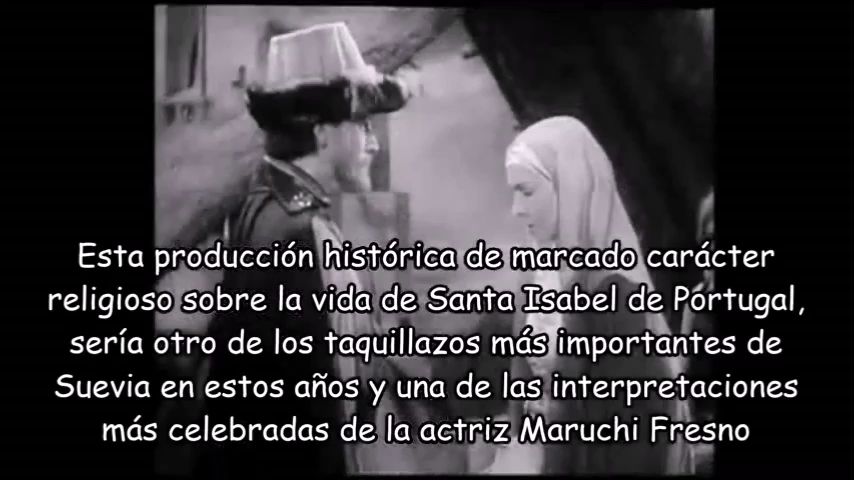 Esta producción histórica de marcado carácter
religioso sobre la vida de Santa Isabel de Portugal,
sería otro de los taquillazos más importantes de
Suevia en estos años y una de las interpretaciones
más celebradas de la actriz Maruchi Fresno